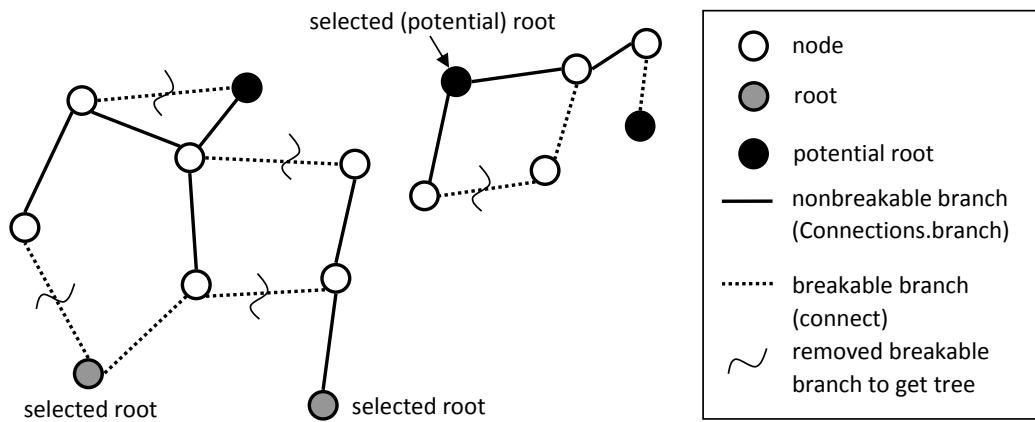 selected (potential) root
selected root
selected root
node
root
potential root
nonbreakable branch
(Connections.branch)
breakable branch
(connect)
removed breakable
branch to get tree